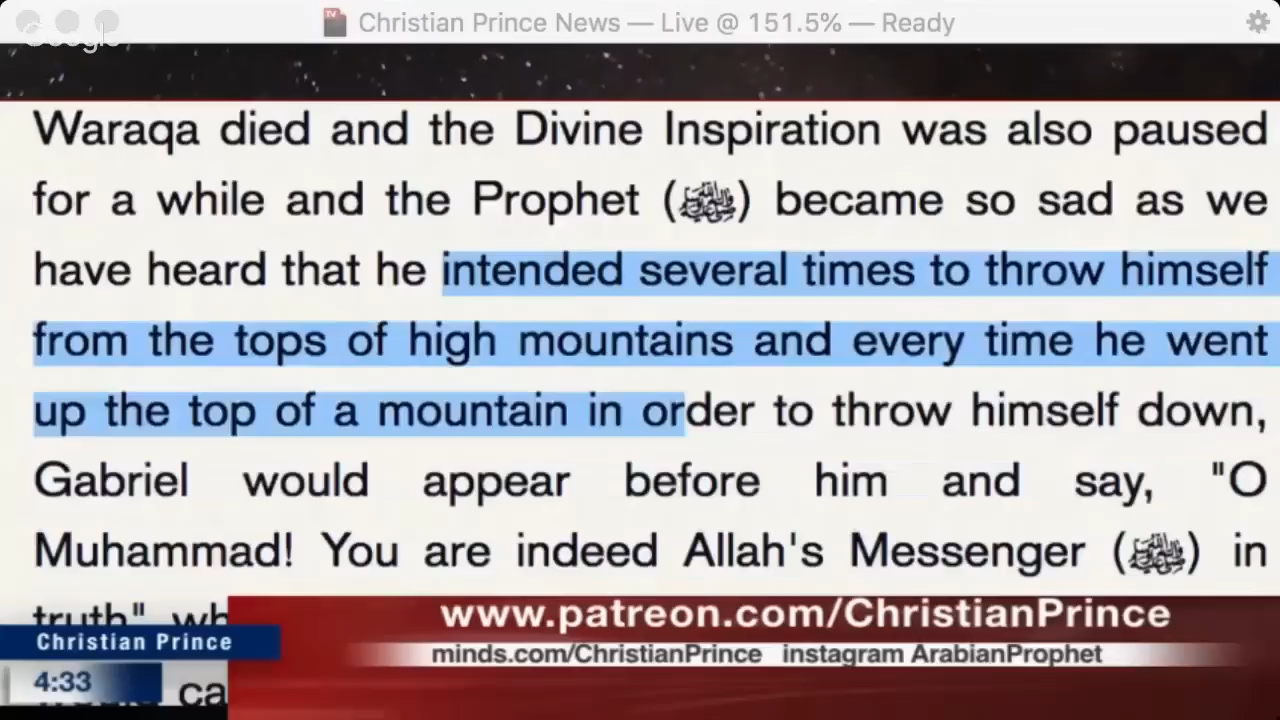 Christian Prince News — Live @ 151.5% — Ready
Google
Waraqa died and the Divine Inspiration was also paused
for a while and the Prophet (ﷺ) became so sad as we
have heard that he intended several times to throw himself
from the tops of high mountains and every time he went
up the top of a mountain in order to throw himself down,
Gabriel would appear before him and say, "O
Muhammad! You are indeed Allah's Messenger (ﷺ) in
truth" wh
www.patreon.com/ChristianPrince
Christian Prince
minds.com/ChristianPrince instagram ArabianProphet
4:33
ca